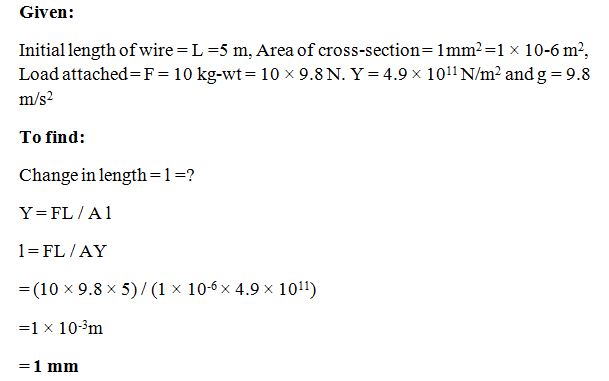 Given:
Initial length of wire = L =5 m, Area of cross-section= 1mm²=1 × 10-6 m²,
Load attached=F= 10 kg-wt= 10 × 9.8 N. Y= 4.9 × 10¹¹ N/m² and g = 9.8
m/s²
To find:
Change in length =l =?
Y= FL / A l
l= FL / AY
= (10 × 9.8 × 5) / (1 × 10⁻⁶ × 4.9 × 10¹¹)
=1 × 10⁻³m
= 1 mm